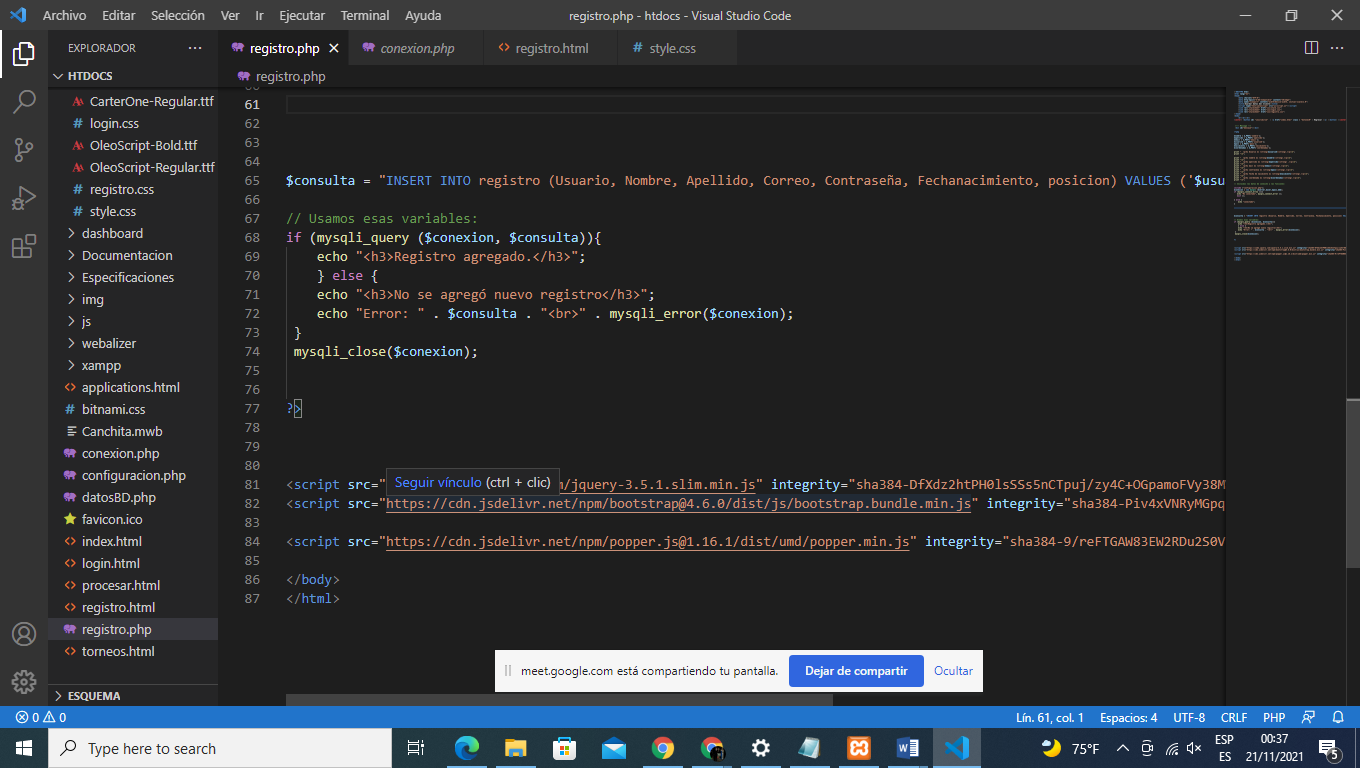 Archivo Editar Selección Ver Ir Ejecutar Terminal Ayuda registro.php - htdocs - Visual Studio Code
EXPLORADOR ···
HTDOCS
CarterOne-Regular.ttf
login.css
OleoScript-Bold.ttf
OleoScript-Regular.ttf
registro.css
style.css
dashboard
Documentacion
Especificaciones
img
js
webalizer
xampp
applications.html
bitnami.css
Canchita.mwb
conexion.php
configuracion.php
datosBD.php
favicon.ico
index.html
login.html
procesar.html
registro.html
registro.php
torneos.html
ESQUEMA
registro.php conexion.php registro.html style.css
registro.php
61
62
63
64
65 $consulta = "INSERT INTO registro (Usuario, Nombre, Apellido, Correo, Contraseña, Fechanacimiento, posicion) VALUES ('$usu
66
67 // Usamos esas variables:
68 if (mysqli_query ($conexion, $consulta)){
69 echo "<h3>Registro agregado.</h3>";
70 } else {
71 echo "<h3>No se agregó nuevo registro</h3>";
72 echo "Error: " . $consulta . "<br>" . mysqli_error($conexion);
73 }
74 mysqli_close($conexion);
75
76
77 ?>
78
79
80
Seguir vínculo (ctrl + clic)
81 <script src=" m/jquery-3.5.1.slim.min.js" integrity="sha384-DfXdz2htPH0lsSSs5nCTpuj/zy4C+OGpamoFVy38M
82 <script src="https://cdn.jsdelivr.net/npm/bootstrap@4.6.0/dist/js/bootstrap.bundle.min.js" integrity="sha384-Piv4xVNRyMGpq
83
84 <script src="https://cdn.jsdelivr.net/npm/popper.js@1.16.1/dist/umd/popper.min.js" integrity="sha384-9/reFTGAW83EW2RDu2S0V
85
86 </body>
87 </html>
meet.google.com está compartiendo tu pantalla. Dejar de compartir Ocultar
0 0 Lín. 61, col. 1 Espacios: 4 UTF-8 CRLF PHP
Type here to search 75°F ESP ES 00:37 21/11/2021 5